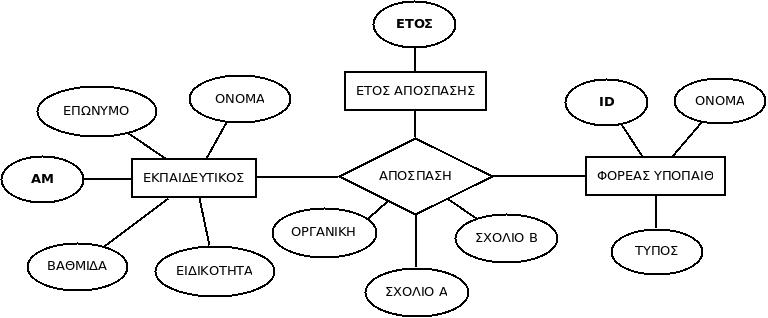 ΕΤΟΣ
ΕΤΟΣ ΑΠΟΣΠΑΣΗΣ
ΕΠΩΝΥΜΟ
ΟΝΟΜΑ
ID
ΟΝΟΜΑ
ΑΜ
ΕΚΠΑΙΔΕΥΤΙΚΟΣ
ΑΠΟΣΠΑΣΗ
ΦΟΡΕΑΣ ΥΠΟΠΑΙΘ
ΒΑΘΜΙΔΑ
ΕΙΔΙΚΟΤΗΤΑ
ΟΡΓΑΝΙΚΗ
ΣΧΟΛΙΟ Α
ΣΧΟΛΙΟ Β
ΤΥΠΟΣ